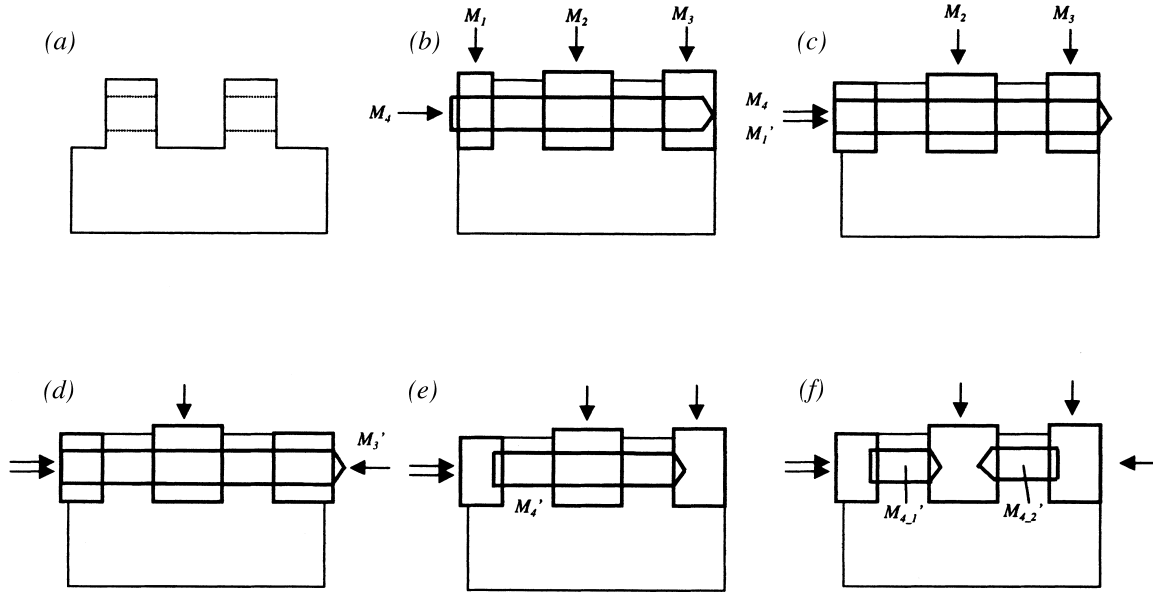 (a)
(b)
M₁
M₂
M₃
M₄
(c)
M₂
M₃
M₄
M₁'
(d)
M₃'
(e)
M₄'
(f)
M₄_₁'
M₄_₂'